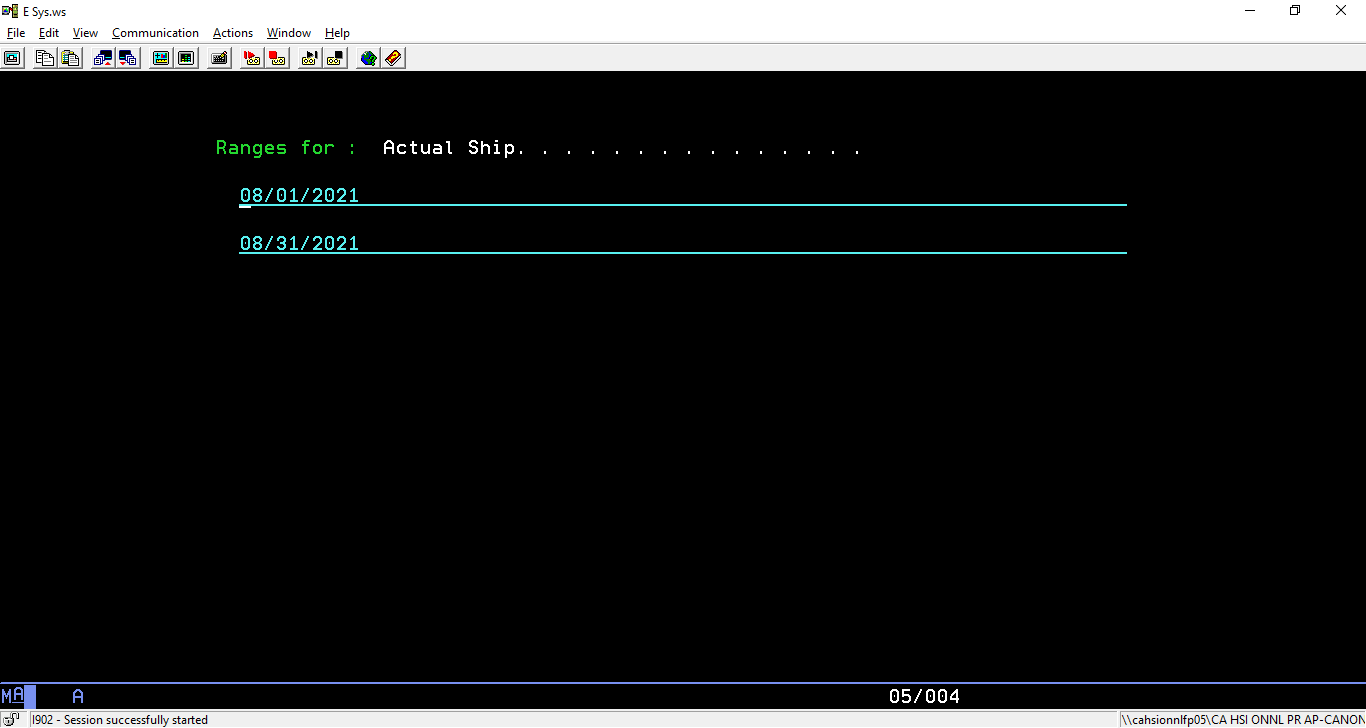 E Sys.ws
File Edit View Communication Actions Window Help
Ranges for : Actual Ship. . . . . . . . . . . . . . .
08/01/2021
08/31/2021
MA A 05/004
I902 - Session successfully started \\cahsionnlfp05\CA HSI ONNL PR AP-CANON